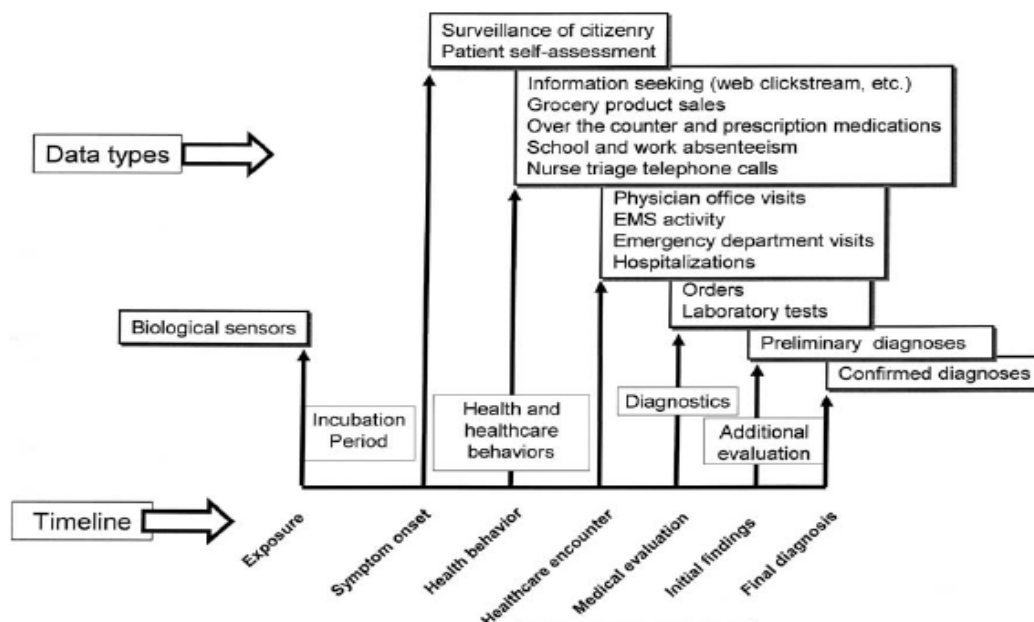 Surveillance of citizenry
Patient self-assessment
Information seeking (web clickstream, etc.)
Grocery product sales
Over the counter and prescription medications
School and work absenteeism
Nurse triage telephone calls
Data types
Physician office visits
EMS activity
Emergency department visits
Hospitalizations
Orders
Laboratory tests
Biological sensors
Preliminary diagnoses
Confirmed diagnoses
Incubation
Period
Health and
healthcare
behaviors
Diagnostics
Additional
evaluation
Timeline
Exposure
Symptom onset
Health behavior
Healthcare encounter
Medical evaluation
Initial findings
Final diagnosis